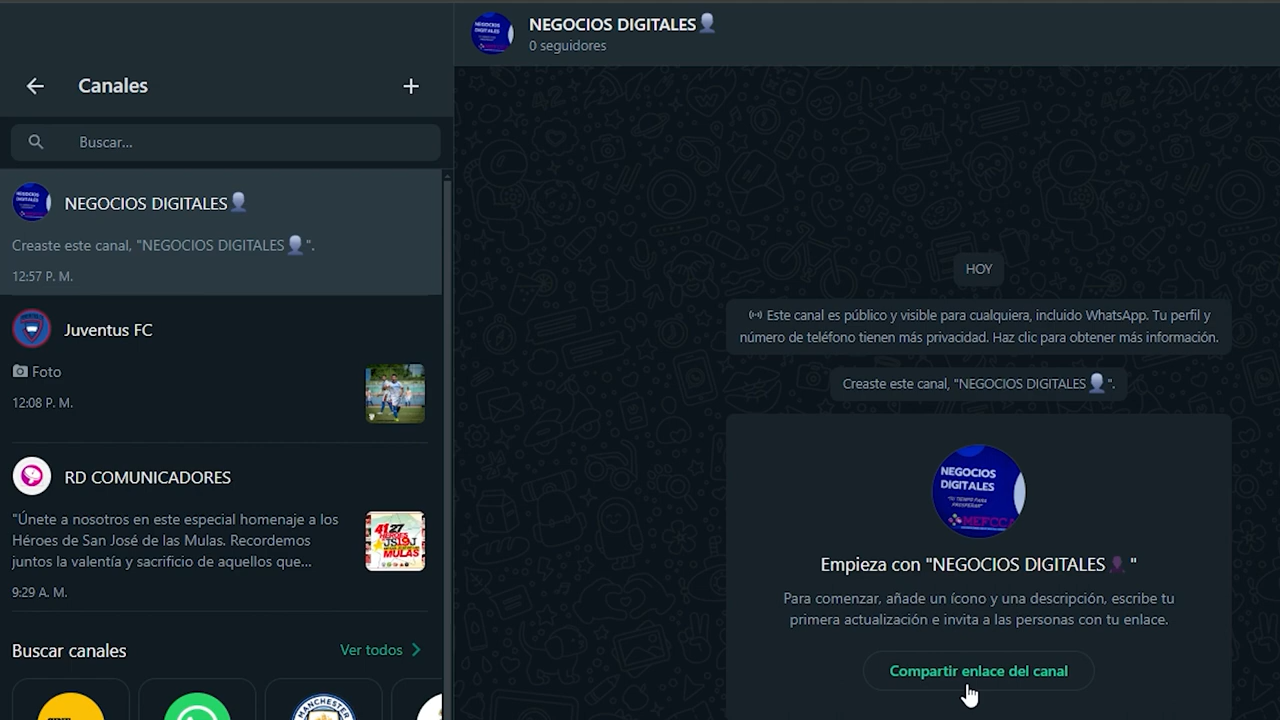 NEGOCIOS DIGITALES👤
0 seguidores
Canales
Buscar...
NEGOCIOS DIGITALES👤
Creaste este canal, "NEGOCIOS DIGITALES👤".
12:57 P. M.
Juventus FC
Foto
12:08 P. M.
RD COMUNICADORES
"Únete a nosotros en este especial homenaje a los
Héroes de San José de las Mulas. Recordemos
juntos la valentía y sacrificio de aquellos que...
9:29 A. M.
Buscar canales
Ver todos
HOY
Este canal es público y visible para cualquiera, incluido WhatsApp. Tu perfil y
número de teléfono tienen más privacidad. Haz clic para obtener más información.
Creaste este canal, "NEGOCIOS DIGITALES👤".
NEGOCIOS
DIGITALES
MEFCCA
Empieza con "NEGOCIOS DIGITALES👤"
Para comenzar, añade un ícono y una descripción, escribe tu
primera actualización e invita a las personas con tu enlace.
Compartir enlace del canal
MANCHESTER